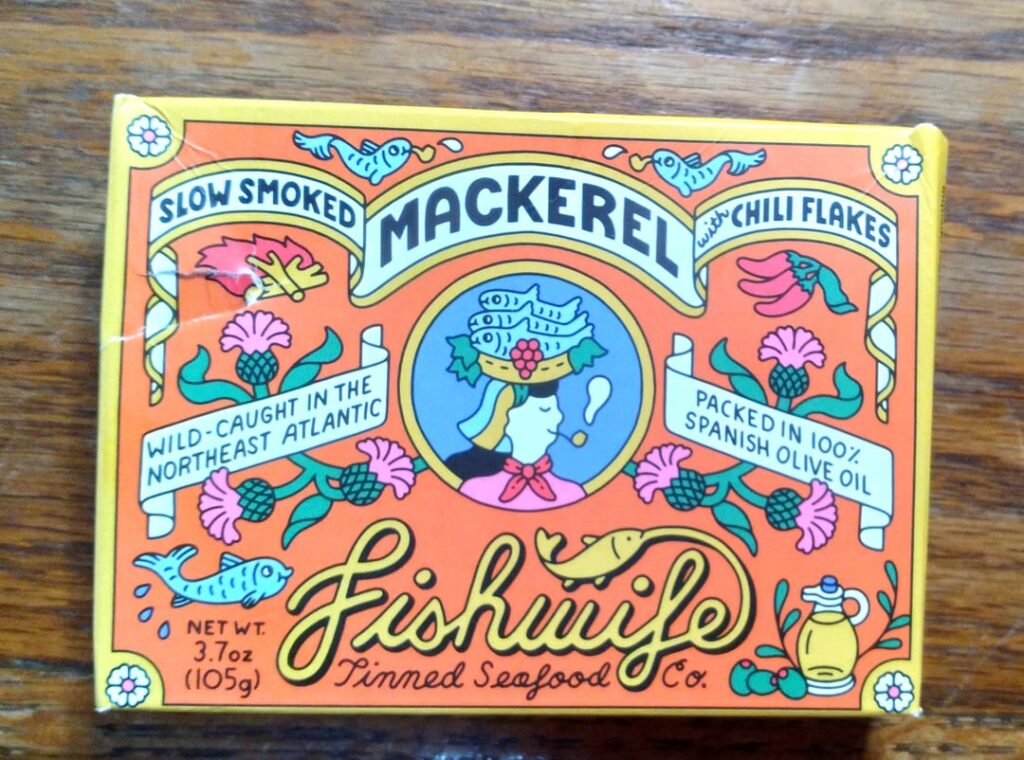 SLOW SMOKED
MACKEREL
with CHILI FLAKES
WILD-CAUGHT IN THE
NORTHEAST ATLANTIC
PACKED IN 100%
SPANISH OLIVE OIL
Fishwife
Tinned Seafood Co.
NET WT.
3.7oz
(105g)